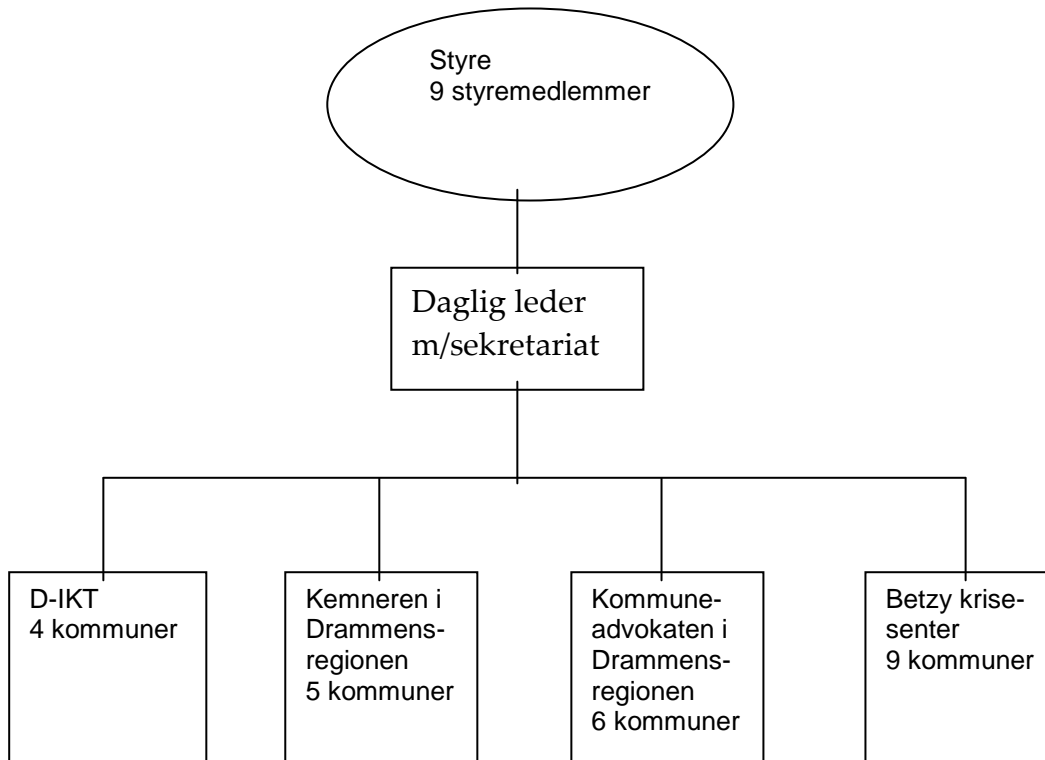 Styre
9 styremedlemmer
Daglig leder
m/sekretariat
D-IKT
4 kommuner
Kemneren i
Drammens-
regionen
5 kommuner
Kommune-
advokaten i
Drammens-
regionen
6 kommuner
Betzy krise-
senter
9 kommuner